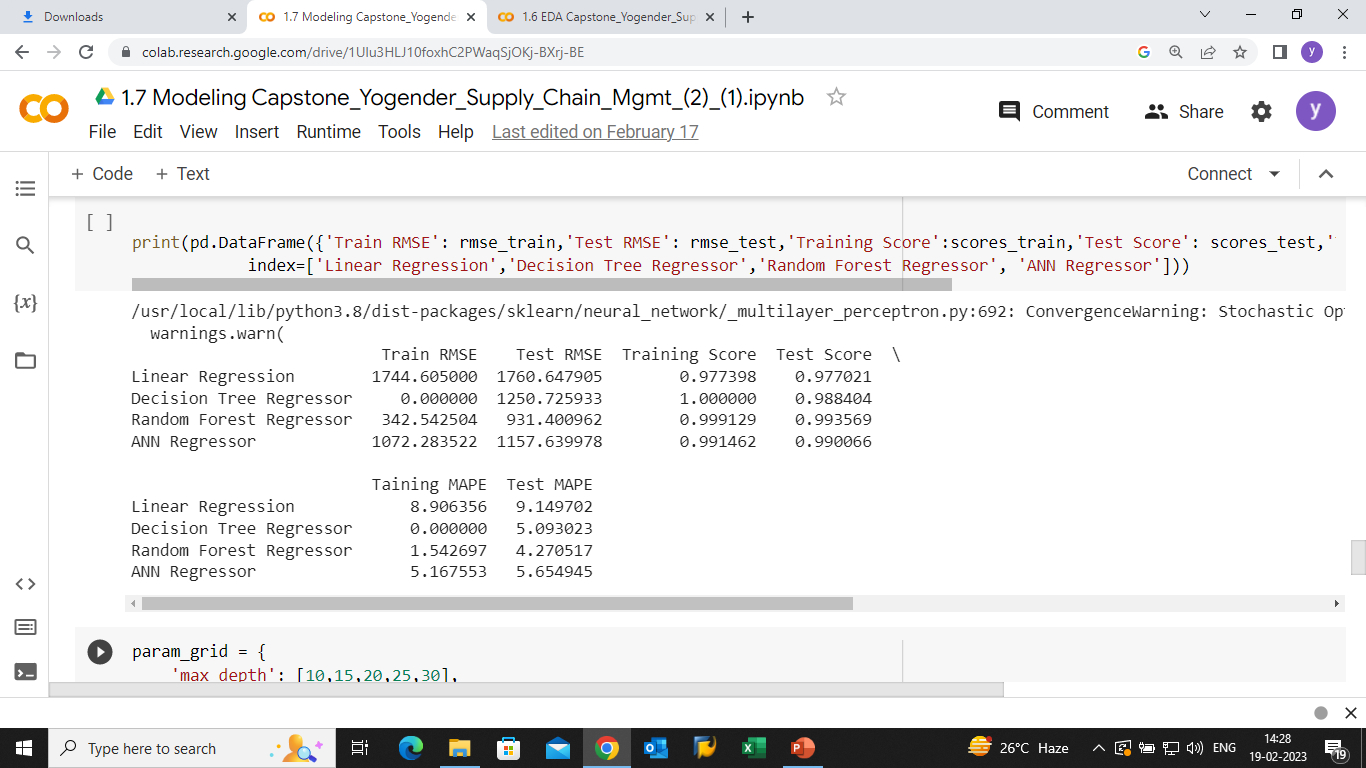 Downloads
1.7 Modeling Capstone_Yogende
1.6 EDA Capstone_Yogender_Sup
colab.research.google.com/drive/1UIu3HLJ10foxhC2PWaqSjOKj-BXrj-BE
y
1.7 Modeling Capstone_Yogender_Supply_Chain_Mgmt_(2)_(1).ipynb
Comment
Share
y
File Edit View Insert Runtime Tools Help Last edited on February 17
+ Code + Text
Connect
[ ]
print(pd.DataFrame({'Train RMSE': rmse_train,'Test RMSE': rmse_test,'Training Score':scores_train,'Test Score': scores_test,'
index=['Linear Regression','Decision Tree Regressor','Random Forest Regressor', 'ANN Regressor']))
{x}
/usr/local/lib/python3.8/dist-packages/sklearn/neural_network/_multilayer_perceptron.py:692: ConvergenceWarning: Stochastic Op
warnings.warn(
Train RMSE Test RMSE Training Score Test Score \
Linear Regression 1744.605000 1760.647905 0.977398 0.977021
Decision Tree Regressor 0.000000 1250.725933 1.000000 0.988404
Random Forest Regressor 342.542504 931.400962 0.999129 0.993569
ANN Regressor 1072.283522 1157.639978 0.991462 0.990066
Taining MAPE Test MAPE
Linear Regression 8.906356 9.149702
Decision Tree Regressor 0.000000 5.093023
Random Forest Regressor 1.542697 4.270517
ANN Regressor 5.167553 5.654945
param_grid = {
'max_depth': [10,15,20,25,30],
Type here to search
26°C Haze
ENG
14:28
19-02-2023
19